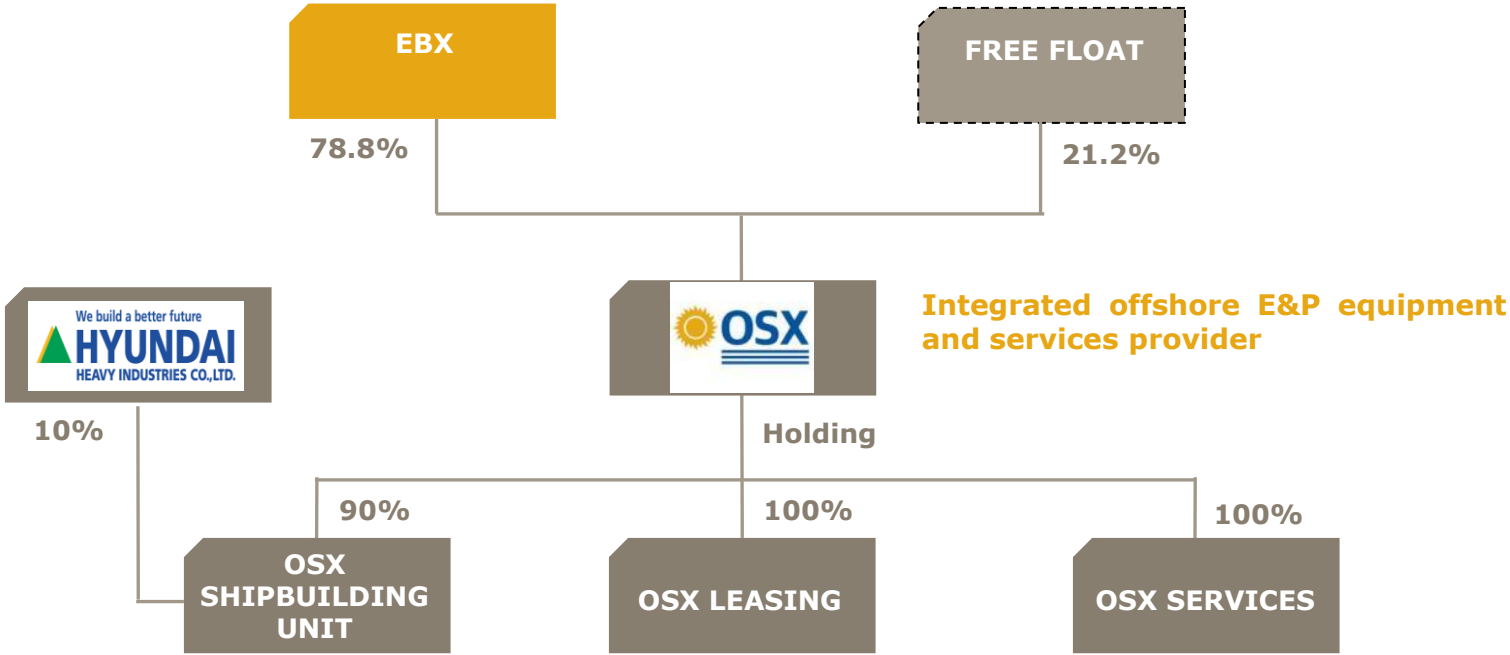 EBX
FREE FLOAT
78.8%
21.2%
We build a better future
HYUNDAI
HEAVY INDUSTRIES CO.,LTD.
OSX
Integrated offshore E&P equipment
and services provider
10%
Holding
90%
100%
100%
OSX
SHIPBUILDING
UNIT
OSX LEASING
OSX SERVICES